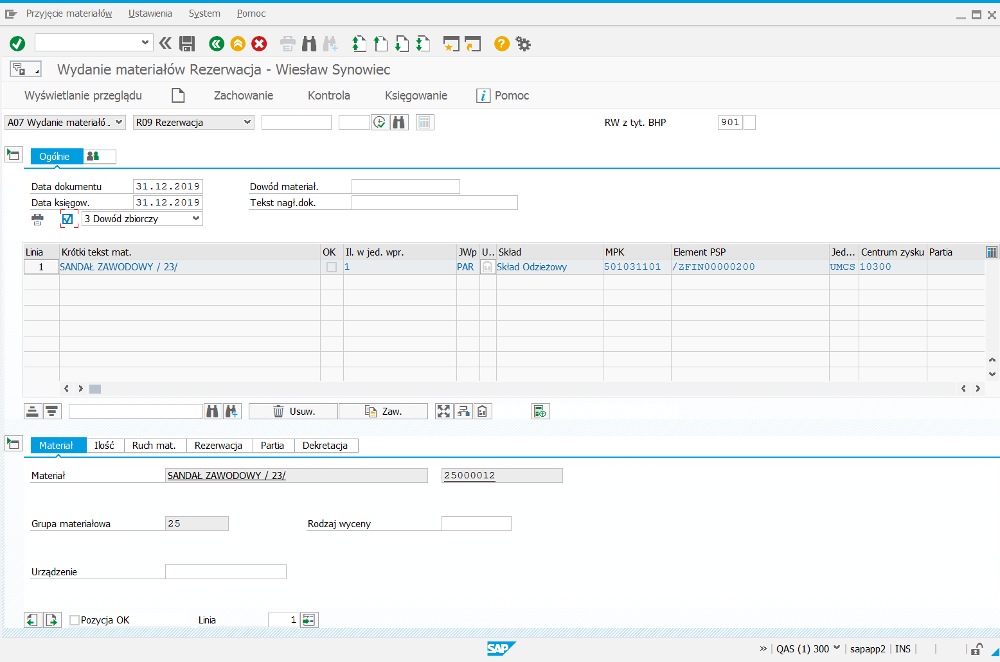 Przyjęcie materiałów Ustawienia System Pomoc
Wydanie materiałów Rezerwacja - Wiesław Synowiec
Wyświetlanie przeglądu Zachowanie Kontrola Księgowanie Pomoc
A07 Wydanie materiałó... R09 Rezerwacja RW z tyt. BHP 901
Ogólnie
Data dokumentu 31.12.2019 Dowód materiał.
Data księgow. 31.12.2019 Tekst nagł.dok.
3 Dowód zbiorczy
Linia Krótki tekst mat. OK Il. w jed. wpr. JWp U.. Skład MPK Element PSP Jed... Centrum zysku Partia
1 SANDAŁ ZAWODOWY / 23/ 1 PAR Skład Odzieżowy 501031101 /ZFIN00000200 UMCS 10300
Usuw. Zaw.
Materiał Ilość Ruch mat. Rezerwacja Partia Dekretacja
Materiał SANDAŁ ZAWODOWY / 23/ 25000012
Grupa materiałowa 25 Rodzaj wyceny
Urządzenie
Pozycja OK Linia 1
SAP » QAS (1) 300 sapapp2 INS